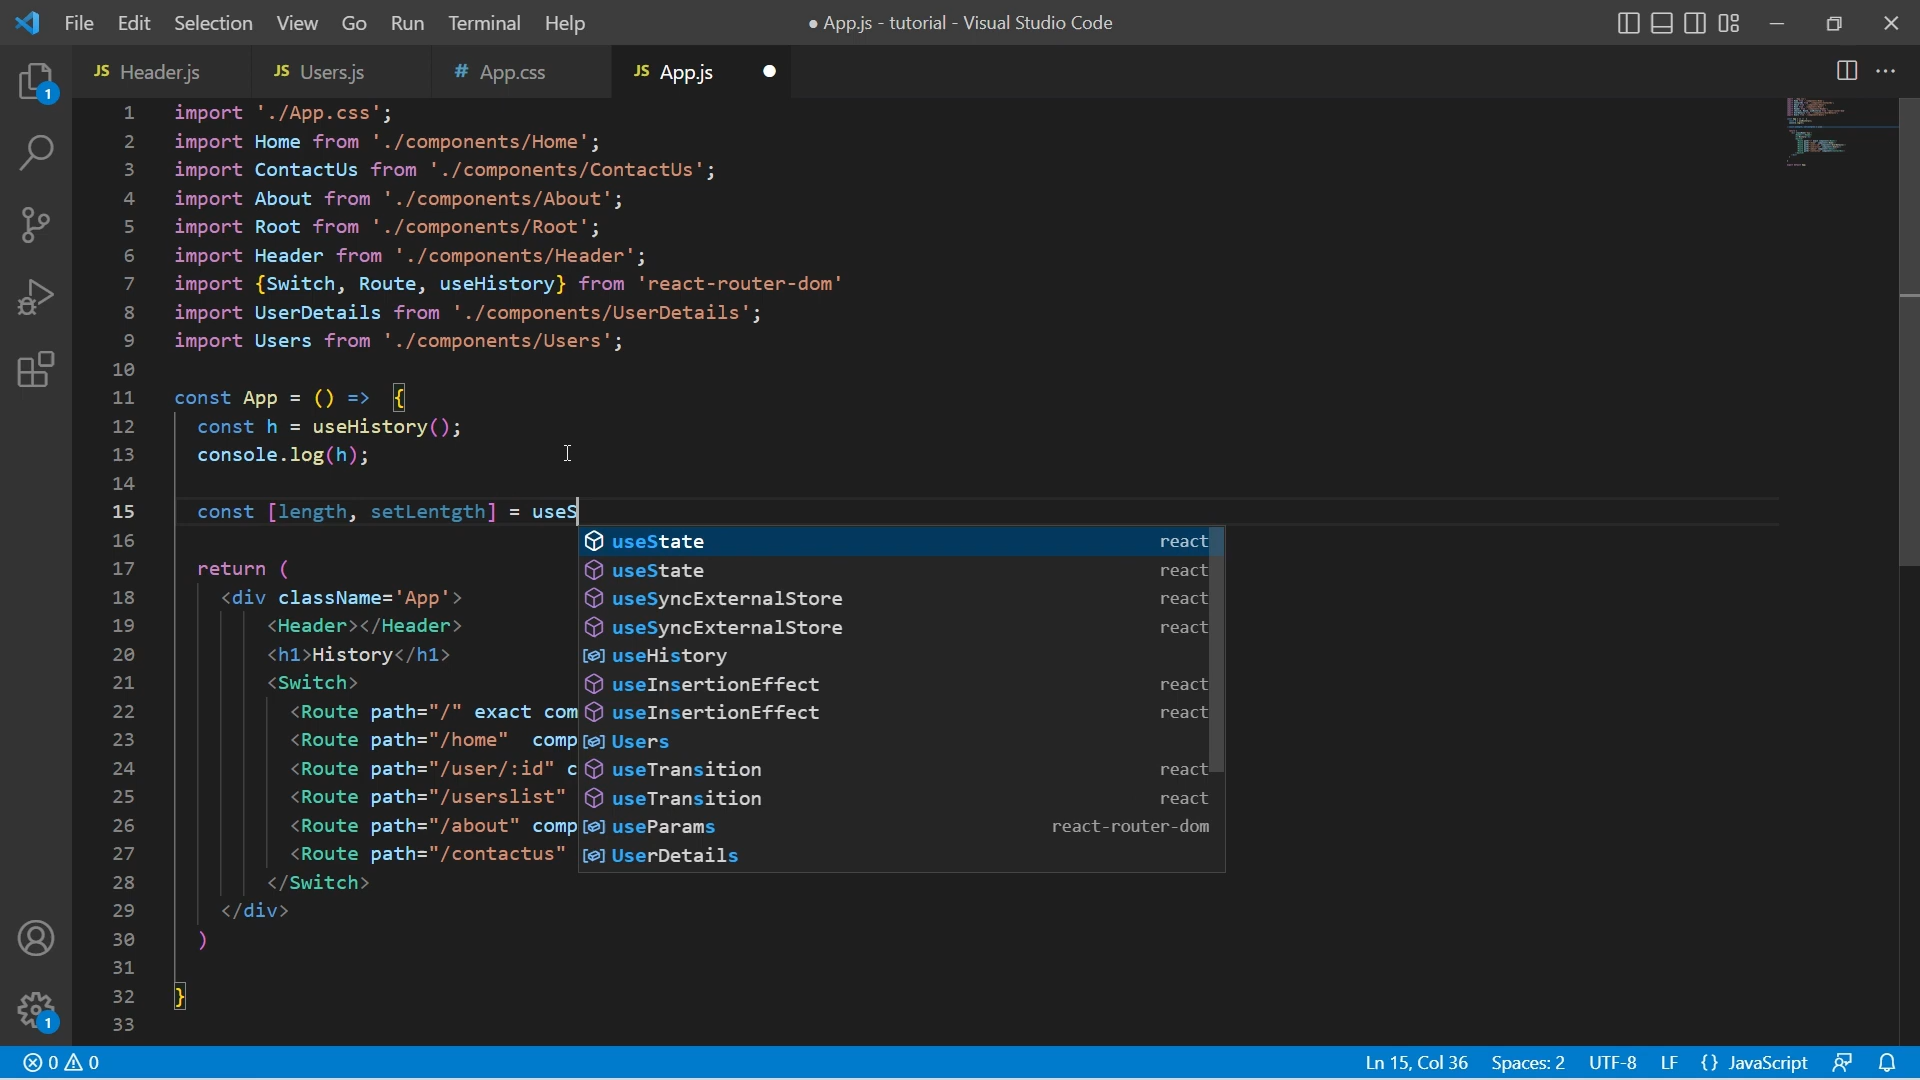 File Edit Selection View Go Run Terminal Help
● App.js - tutorial - Visual Studio Code
JS Header.js
JS Users.js
# App.css
JS App.js
1
1 import './App.css';
2 import Home from './components/Home';
3 import ContactUs from './components/ContactUs';
4 import About from './components/About';
5 import Root from './components/Root';
6 import Header from './components/Header';
7 import {Switch, Route, useHistory} from 'react-router-dom'
8 import UserDetails from './components/UserDetails';
9 import Users from './components/Users';
10
11 const App = () => {
12 const h = useHistory();
13 console.log(h);
14
15 const [length, setLentgth] = useS
16
17 return (
18 <div className='App'>
19 <Header></Header>
20 <h1>History</h1>
21 <Switch>
22 <Route path="/" exact com
23 <Route path="/home" comp
24 <Route path="/user/:id" c
25 <Route path="/userslist"
26 <Route path="/about" comp
27 <Route path="/contactus"
28 </Switch>
29 </div>
30 )
31
32 }
33
useState react
useState react
useSyncExternalStore react
useSyncExternalStore react
useHistory
useInsertionEffect react
useInsertionEffect react
Users
useTransition react
useTransition react
useParams react-router-dom
UserDetails
1
0 0
Ln 15, Col 36 Spaces: 2 UTF-8 LF {} JavaScript